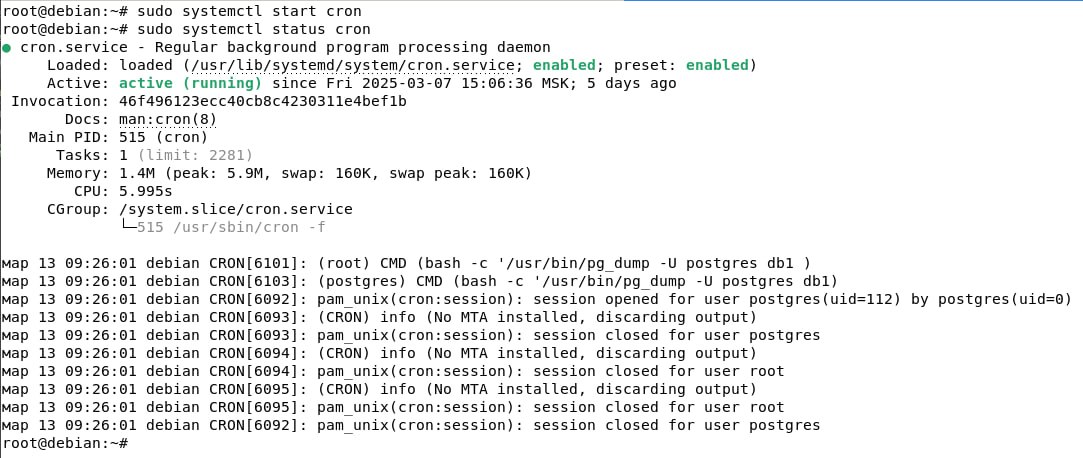 root@debian:~# sudo systemctl start cron
root@debian:~# sudo systemctl status cron
● cron.service - Regular background program processing daemon
     Loaded: loaded (/usr/lib/systemd/system/cron.service; enabled; preset: enabled)
     Active: active (running) since Fri 2025-03-07 15:06:36 MSK; 5 days ago
 Invocation: 46f496123ecc40cb8c4230311e4bef1b
       Docs: man:cron(8)
   Main PID: 515 (cron)
      Tasks: 1 (limit: 2281)
     Memory: 1.4M (peak: 5.9M, swap: 160K, swap peak: 160K)
        CPU: 5.995s
     CGroup: /system.slice/cron.service
             └─515 /usr/sbin/cron -f
мар 13 09:26:01 debian CRON[6101]: (root) CMD (bash -c '/usr/bin/pg_dump -U postgres db1 )
мар 13 09:26:01 debian CRON[6103]: (postgres) CMD (bash -c '/usr/bin/pg_dump -U postgres db1)
мар 13 09:26:01 debian CRON[6092]: pam_unix(cron:session): session opened for user postgres(uid=112) by postgres(uid=0)
мар 13 09:26:01 debian CRON[6093]: (CRON) info (No MTA installed, discarding output)
мар 13 09:26:01 debian CRON[6093]: pam_unix(cron:session): session closed for user postgres
мар 13 09:26:01 debian CRON[6094]: (CRON) info (No MTA installed, discarding output)
мар 13 09:26:01 debian CRON[6094]: pam_unix(cron:session): session closed for user root
мар 13 09:26:01 debian CRON[6095]: (CRON) info (No MTA installed, discarding output)
мар 13 09:26:01 debian CRON[6095]: pam_unix(cron:session): session closed for user root
мар 13 09:26:01 debian CRON[6092]: pam_unix(cron:session): session closed for user postgres
root@debian:~#